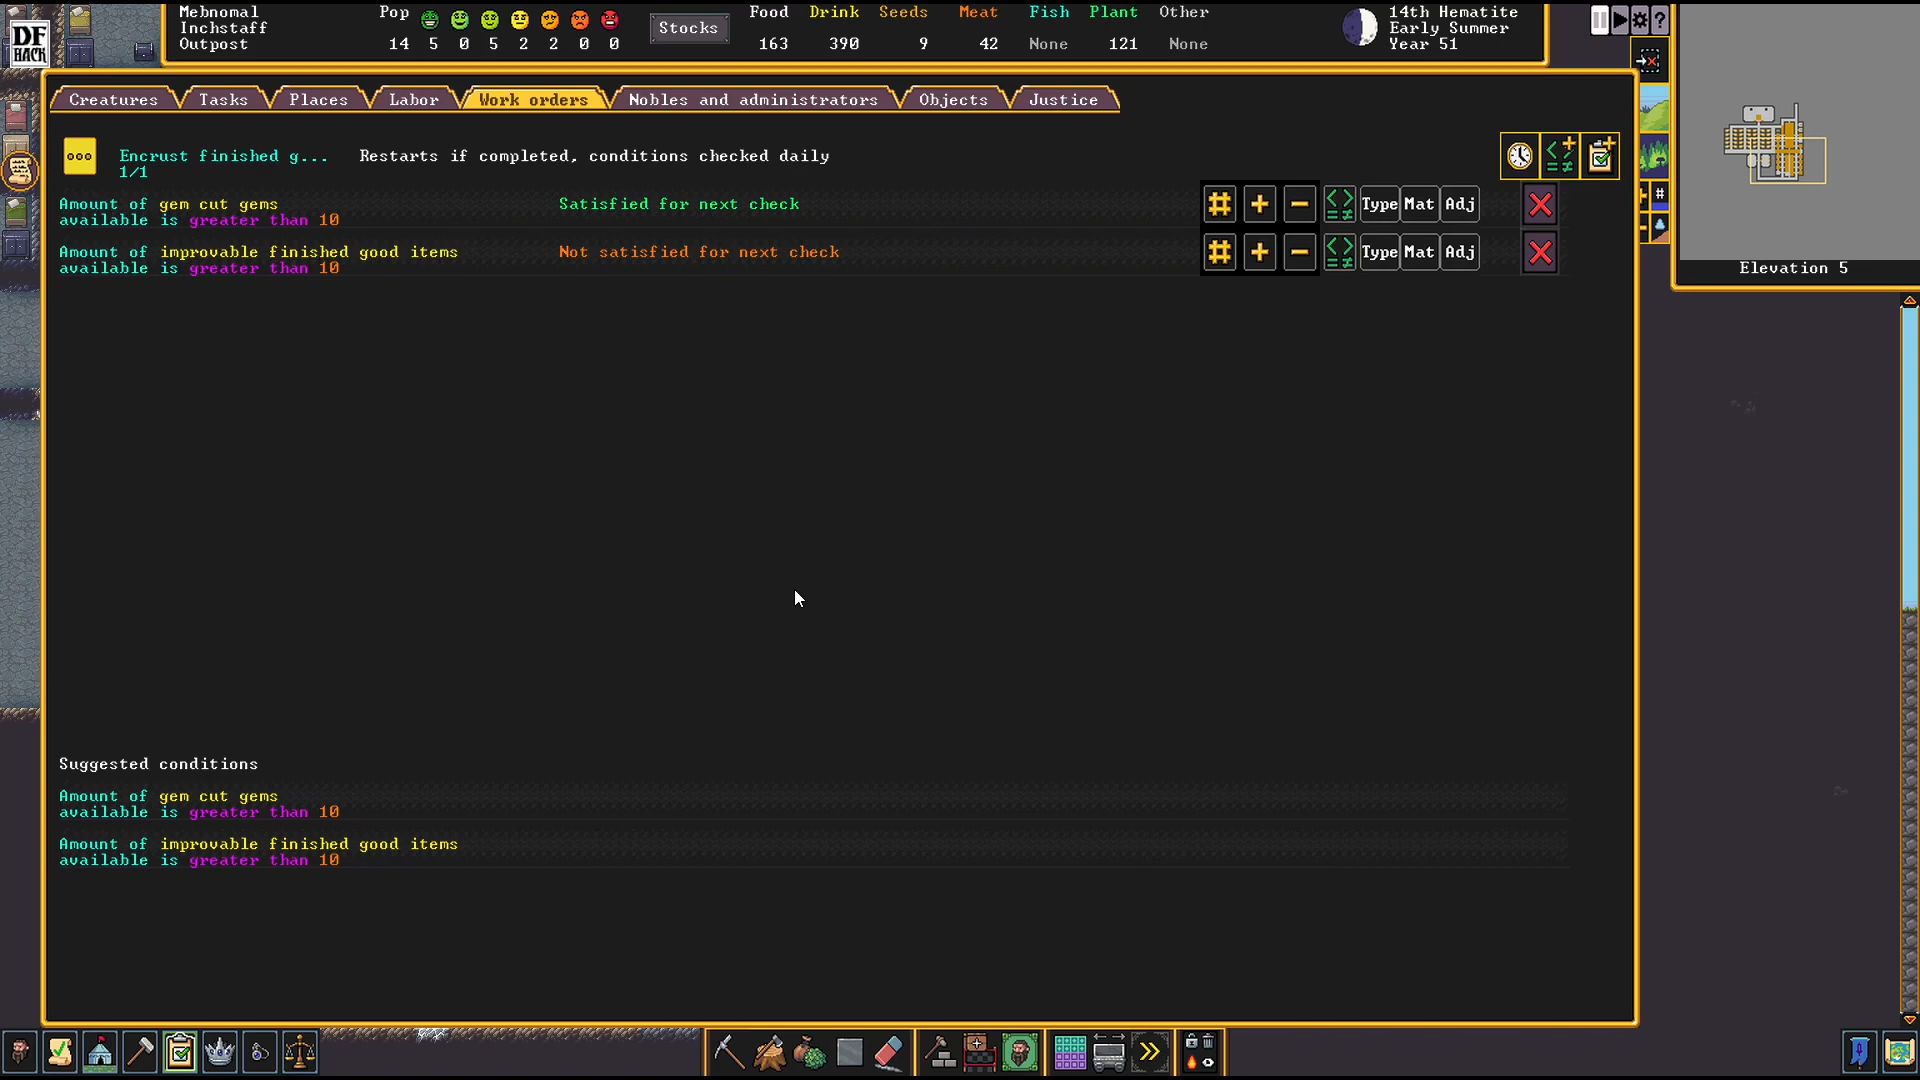 DF
HACK
Mebnomal
Inchstaff
Outpost
Pop
14 5 0 5 2 2 0 0
Stocks
Food Drink Seeds Meat Fish Plant Other
163 390 9 42 None 121 None
14th Hematite
Early Summer
Year 51
?
Creatures Tasks Places Labor Work orders Nobles and administrators Objects Justice
Encrust finished g... Restarts if completed, conditions checked daily
1/1
Amount of gem cut gems Satisfied for next check
available is greater than 10
# + - Type Mat Adj
Amount of improvable finished good items Not satisfied for next check
available is greater than 10
# + - Type Mat Adj
Elevation 5
Suggested conditions
Amount of gem cut gems
available is greater than 10
Amount of improvable finished good items
available is greater than 10